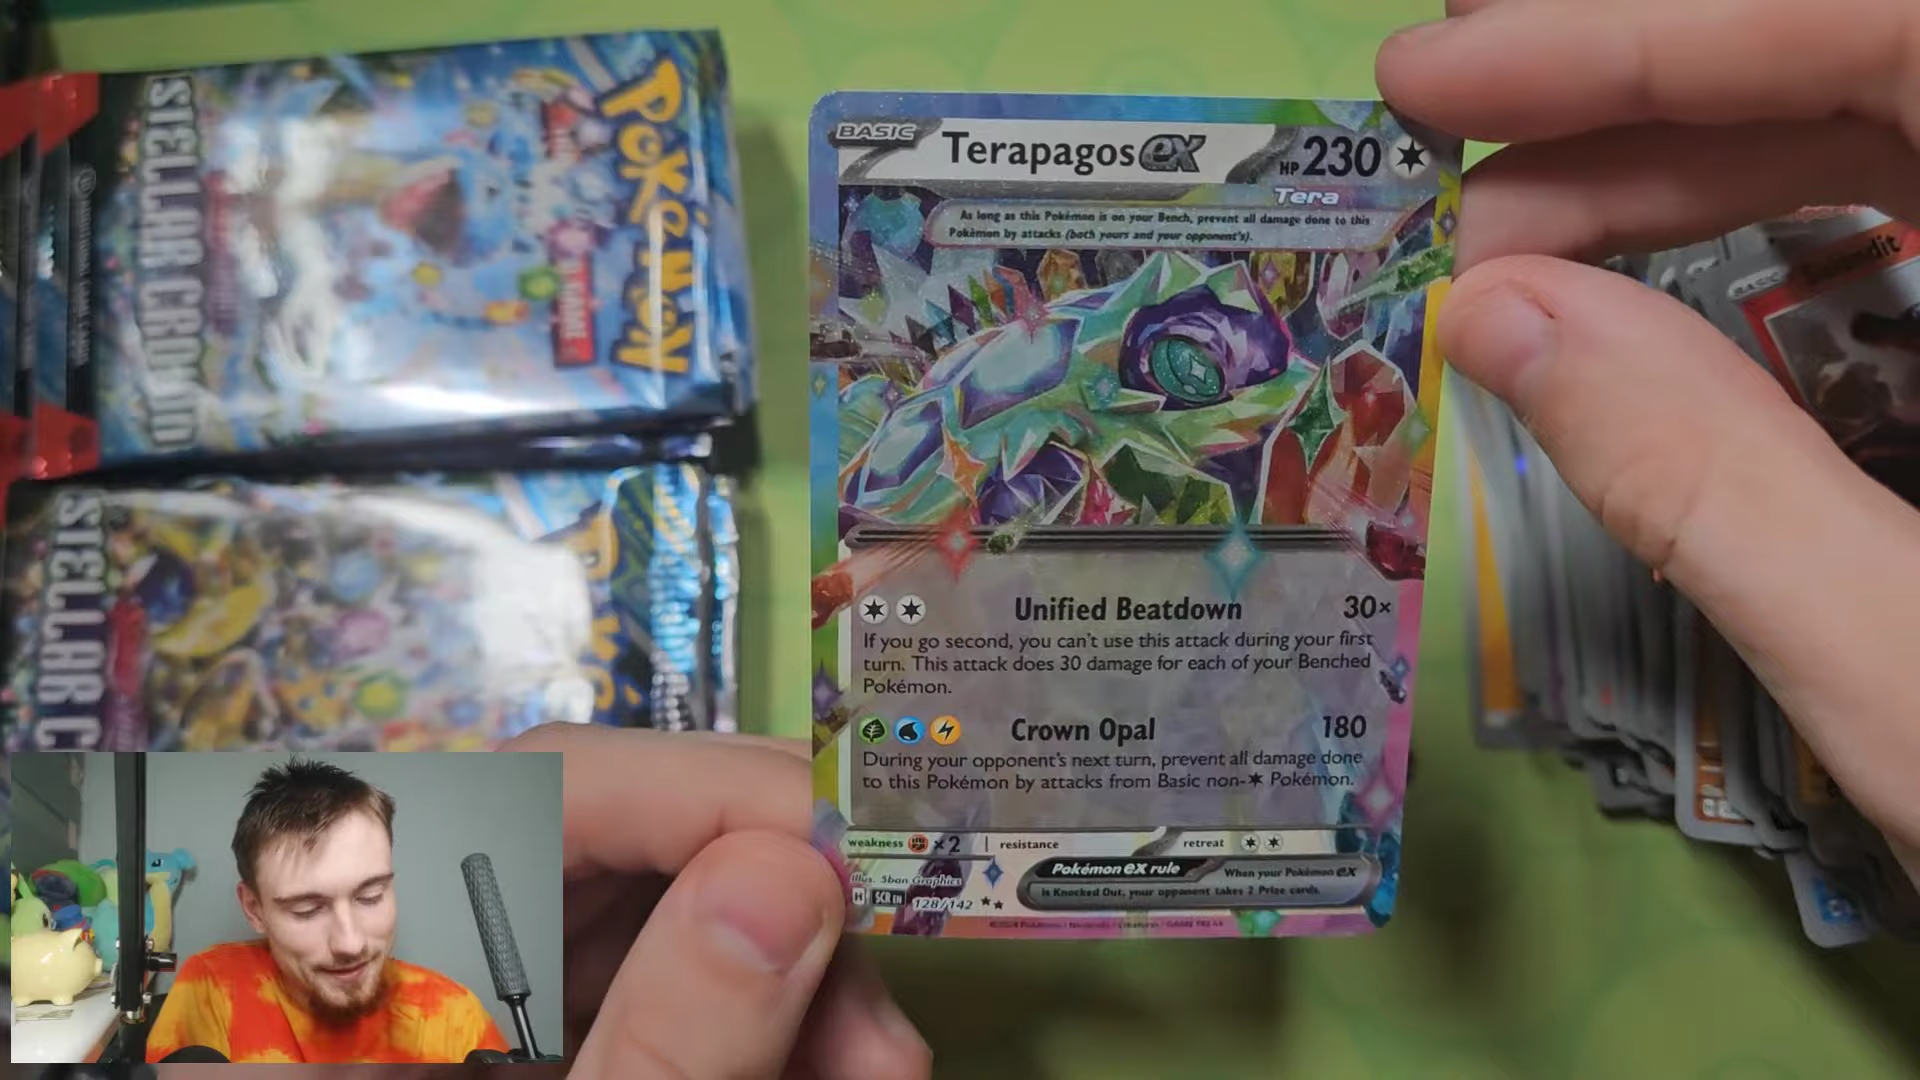 POKÉMON
STELLAR CROWN
STELLAR C
BASIC
Terapagos ex
HP 230
Tera
As long as this Pokémon is on your Bench, prevent all damage done to this
Pokémon by attacks (both yours and your opponent's).
Unified Beatdown 30×
If you go second, you can't use this attack during your first
turn. This attack does 30 damage for each of your Benched
Pokémon.
Crown Opal 180
During your opponent's next turn, prevent all damage done
to this Pokémon by attacks from Basic non- Pokémon.
weakness ×2 resistance retreat
Illus. 5ban Graphics
Pokémon ex rule When your Pokémon ex
is Knocked Out, your opponent takes 2 Prize cards.
H SCR EN 128/142
BASIC